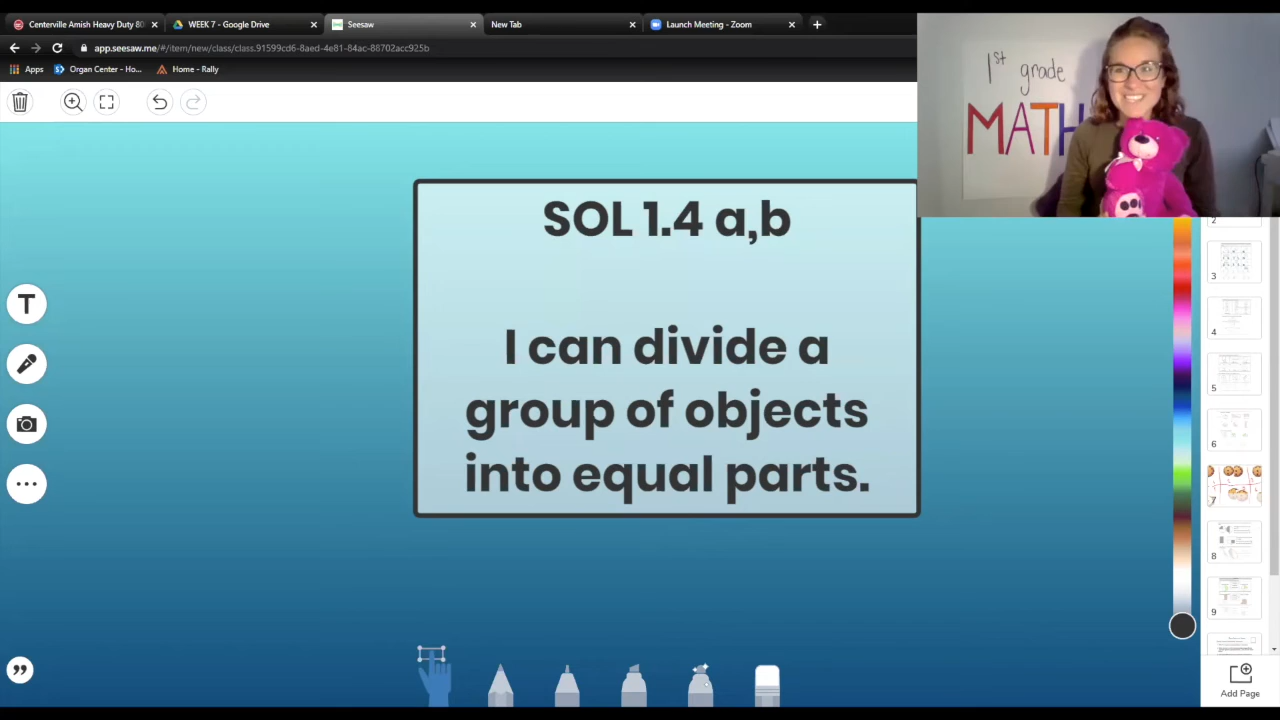 Centerville Amish Heavy Duty 80
WEEK 7 - Google Drive
Seesaw
New Tab
Launch Meeting - Zoom
app.seesaw.me/#/item/new/class/class.91599cd6-8aed-4e81-84ac-88702acc925b
Apps
Organ Center - Ho...
Home - Rally
1st grade
MATH
SOL 1.4 a,b
I can divide a
group of objects
into equal parts.
T
2
3
4
5
6
7
8
9
Add Page